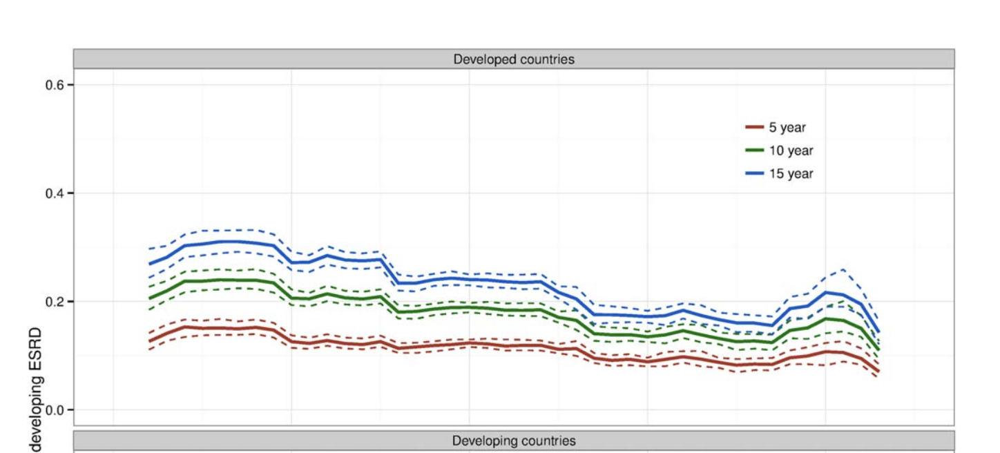 Developed countries
0.6
5 year
10 year
15 year
0.4
0.2
0.0
developing ESRD
Developing countries